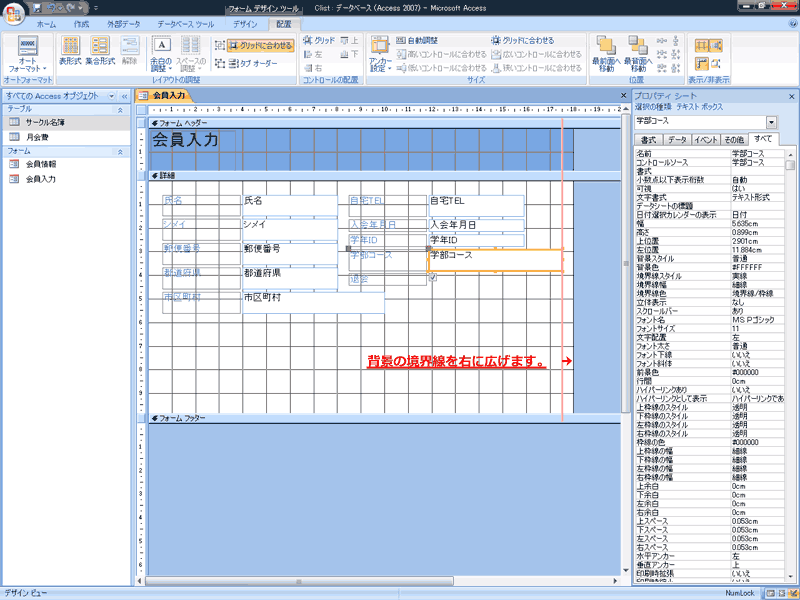 フォーム デザイン ツール
Clist : データベース (Access 2007) - Microsoft Access
ホーム 作成 外部データ データベース ツール デザイン 配置
オートフォーマット
表形式 集合形式 解除
余白の調整 スペースの調整
グリッドに合わせる
タブ オーダー
グリッド 上
左 下
右
アンカー設定
自動調整 グリッドに合わせる
高いコントロールに合わせる 広いコントロールに合わせる
低いコントロールに合わせる 狭いコントロールに合わせる
最前面へ移動 最背面へ移動
オートフォーマット レイアウトの調整 コントロールの配置 サイズ 位置 表示/非表示
すべての Access オブジェクト
テーブル
サークル名簿
月会費
フォーム
会員情報
会員入力
会員入力
フォーム ヘッダー
会員入力
詳細
氏名 氏名 自宅TEL 自宅TEL
シメイ シメイ 入会年月日 入会年月日
学年ID 学年ID
郵便番号 郵便番号 学部コース 学部コース
都道府県 都道府県 退会
市区町村 市区町村
背景の境界線を右に広げます。
フォーム フッター
プロパティ シート
選択の種類: テキスト ボックス
学部コース
書式 データ イベント その他 すべて
名前 学部コース
コントロールソース 学部コース
書式
小数点以下表示桁数 自動
可視 はい
文字書式 テキスト形式
データシートの標題
日付選択カレンダーの表示 日付
幅 5.635cm
高さ 0.899cm
上位置 2.901cm
左位置 11.884cm
背景スタイル 普通
背景色 #FFFFFF
境界線スタイル 実線
境界線幅 細線
境界線色 境界線/枠線
立体表示 なし
スクロールバー あり
フォント名 MS Pゴシック
フォントサイズ 11
文字配置 左
フォント太さ 普通
フォント下線 いいえ
フォント斜体 いいえ
前景色 #000000
行間 0cm
ハイパーリンクあり いいえ
ハイパーリンクとして表示 ハイパーリンクであ
上枠線のスタイル 透明
下枠線のスタイル 透明
左枠線のスタイル 透明
右枠線のスタイル 透明
枠線の色 #000000
上枠線の幅 細線
下枠線の幅 細線
左枠線の幅 細線
右枠線の幅 細線
上余白 0cm
下余白 0cm
左余白 0cm
右余白 0cm
上スペース 0.053cm
下スペース 0.053cm
左スペース 0.053cm
右スペース 0.053cm
水平アンカー 左
垂直アンカー 上
印刷時拡張 いいえ
デザイン ビュー
NumLock